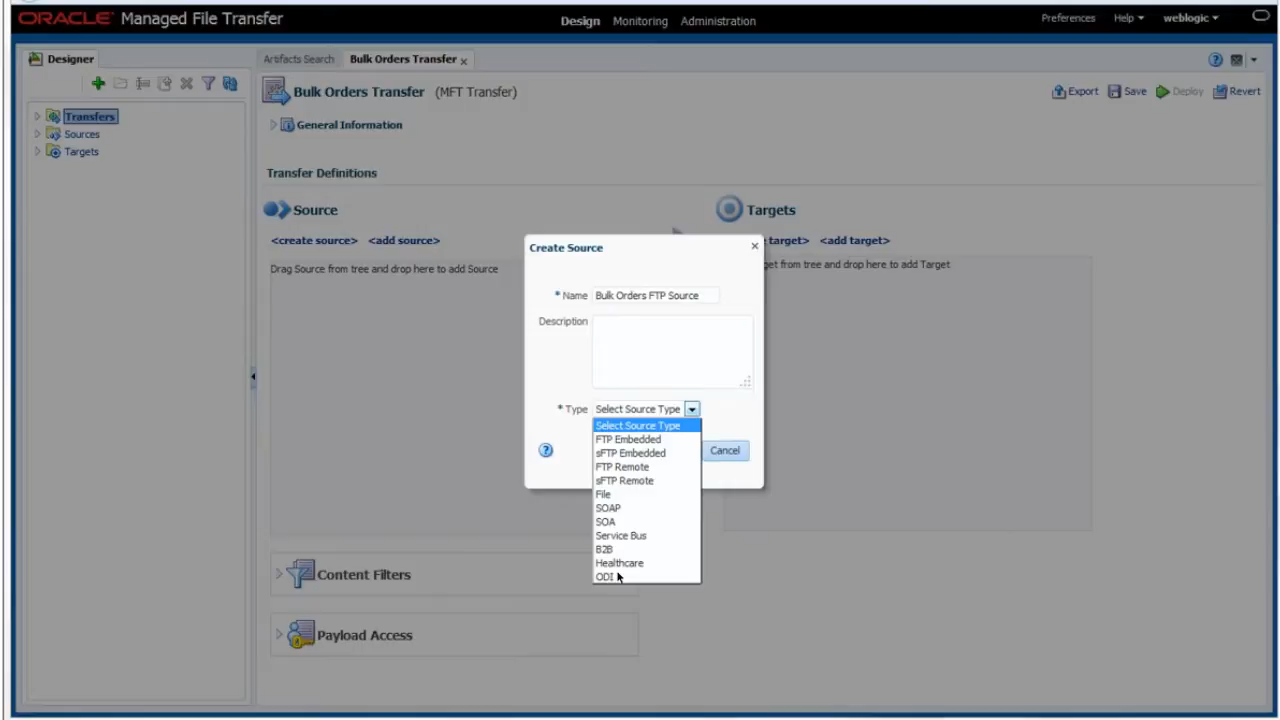 ORACLE Managed File Transfer
Design Monitoring Administration
Preferences Help weblogic
Designer
Artifacts Search Bulk Orders Transfer
Bulk Orders Transfer (MFT Transfer)
Export Save Deploy Revert
Transfers
Sources
Targets
General Information
Transfer Definitions
Source
Targets
<create source> <add source>
target> <add target>
Drag Source from tree and drop here to add Source
get from tree and drop here to add Target
Create Source
* Name Bulk Orders FTP Source
Description
* Type Select Source Type
Select Source Type
FTP Embedded
sFTP Embedded
FTP Remote
sFTP Remote
File
SOAP
SOA
Service Bus
B2B
Healthcare
ODI
Cancel
Content Filters
Payload Access